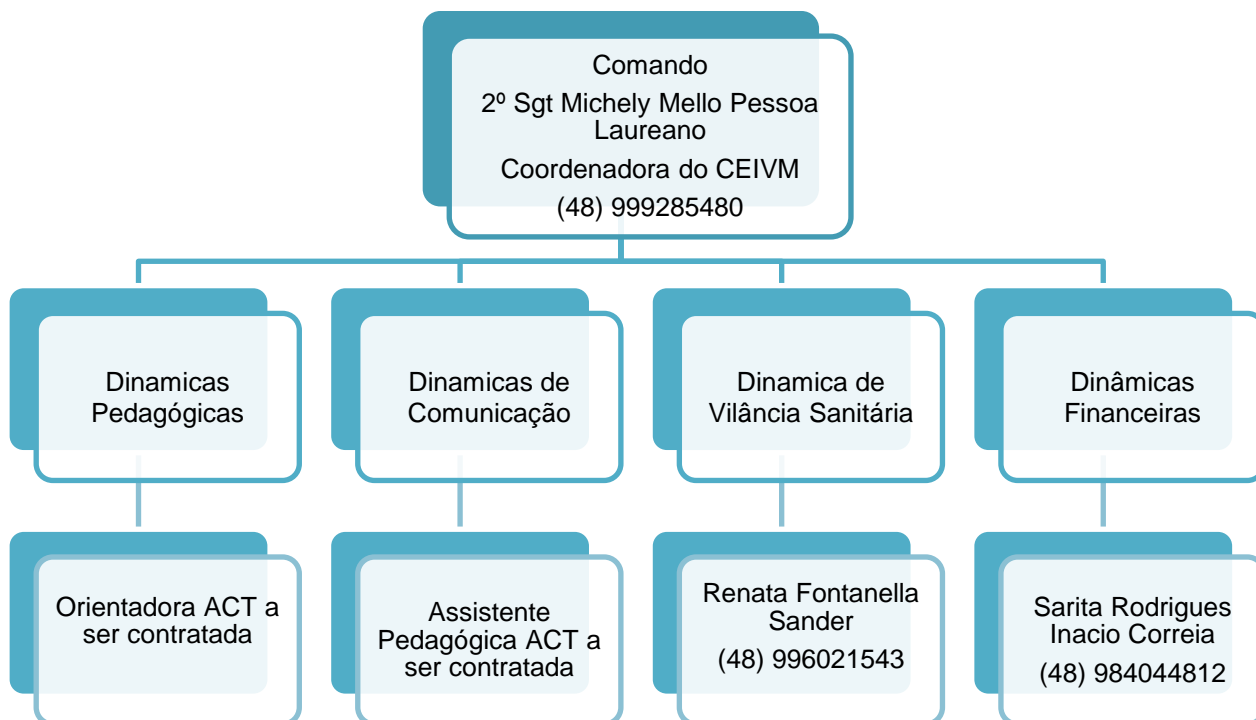 Comando
2º Sgt Michely Mello Pessoa
Laureano
Coordenadora do CEIVM
(48) 999285480
Dinamicas
Pedagógicas
Dinamicas de
Comunicação
Dinamica de
Vilância Sanitária
Dinâmicas
Financeiras
Orientadora ACT a
ser contratada
Assistente
Pedagógica ACT a
ser contratada
Renata Fontanella
Sander
(48) 996021543
Sarita Rodrigues
Inacio Correia
(48) 984044812